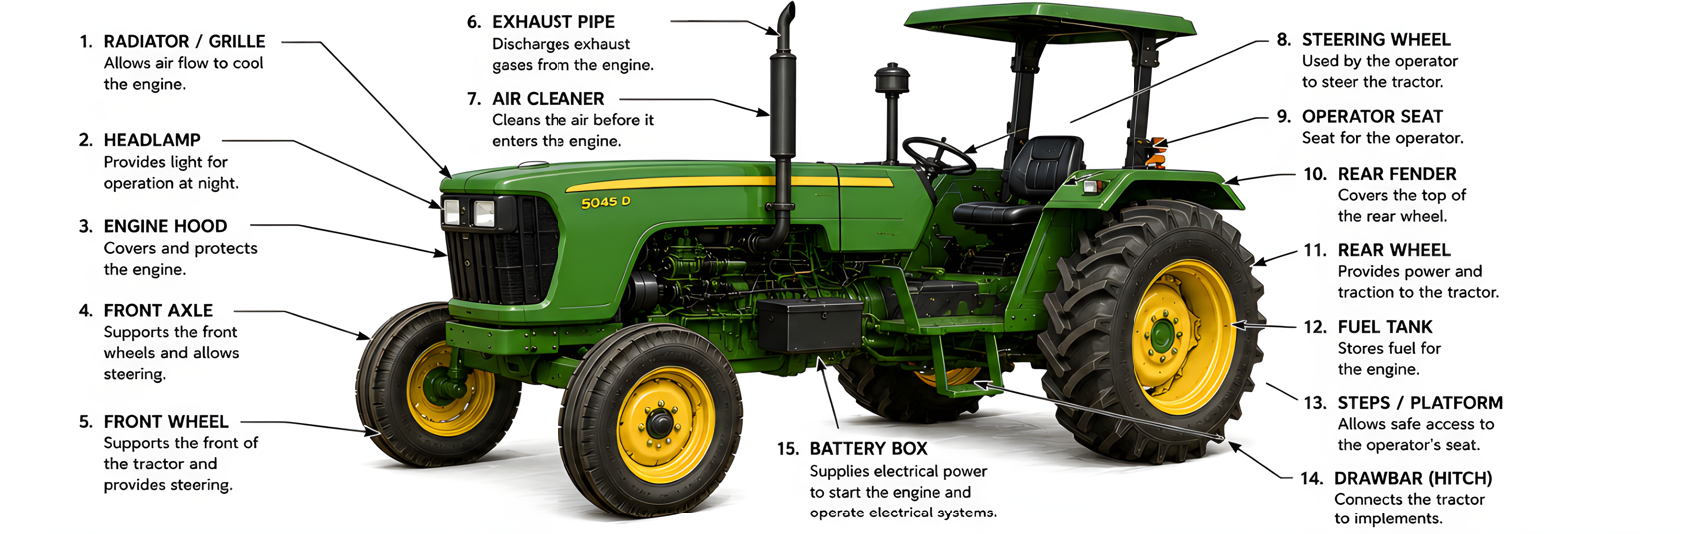 1. RADIATOR / GRILLE
Allows air flow to cool
the engine.
2. HEADLAMP
Provides light for
operation at night.
3. ENGINE HOOD
Covers and protects
the engine.
4. FRONT AXLE
Supports the front
wheels and allows
steering.
5. FRONT WHEEL
Supports the front of
the tractor and
provides steering.
6. EXHAUST PIPE
Discharges exhaust
gases from the engine.
7. AIR CLEANER
Cleans the air before it
enters the engine.
5045 D
15. BATTERY BOX
Supplies electrical power
to start the engine and
operate electrical systems.
8. STEERING WHEEL
Used by the operator
to steer the tractor.
9. OPERATOR SEAT
Seat for the operator.
10. REAR FENDER
Covers the top of
the rear wheel.
11. REAR WHEEL
Provides power and
traction to the tractor.
12. FUEL TANK
Stores fuel for
the engine.
13. STEPS / PLATFORM
Allows safe access to
the operator's seat.
14. DRAWBAR (HITCH)
Connects the tractor
to implements.